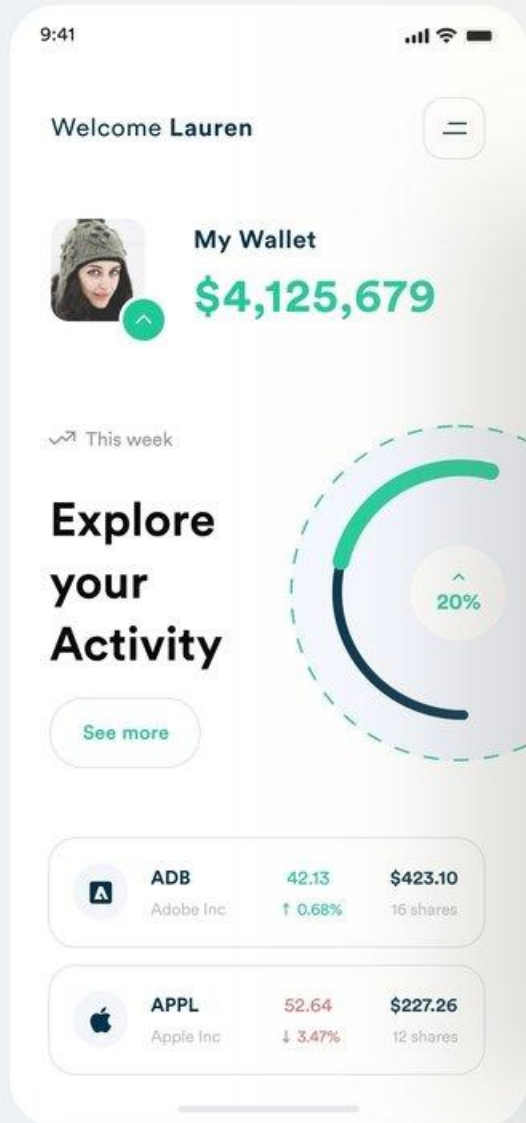 9:41
Welcome Lauren
My Wallet
$4,125,679
This week
Explore
your
Activity
20%
See more
ADB 42.13 $423.10
Adobe Inc ↑ 0.68% 16 shares
APPL 52.64 $227.26
Apple Inc ↓ 3.47% 12 shares